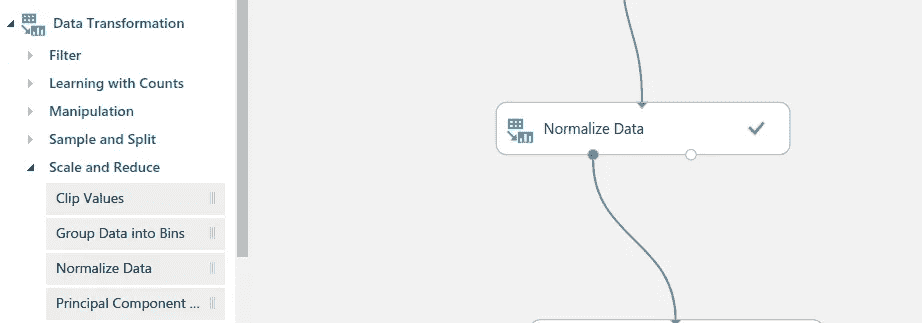 Data Transformation
Filter
Learning with Counts
Manipulation
Sample and Split
Scale and Reduce
Clip Values
Group Data into Bins
Normalize Data
Principal Component ...
Normalize Data